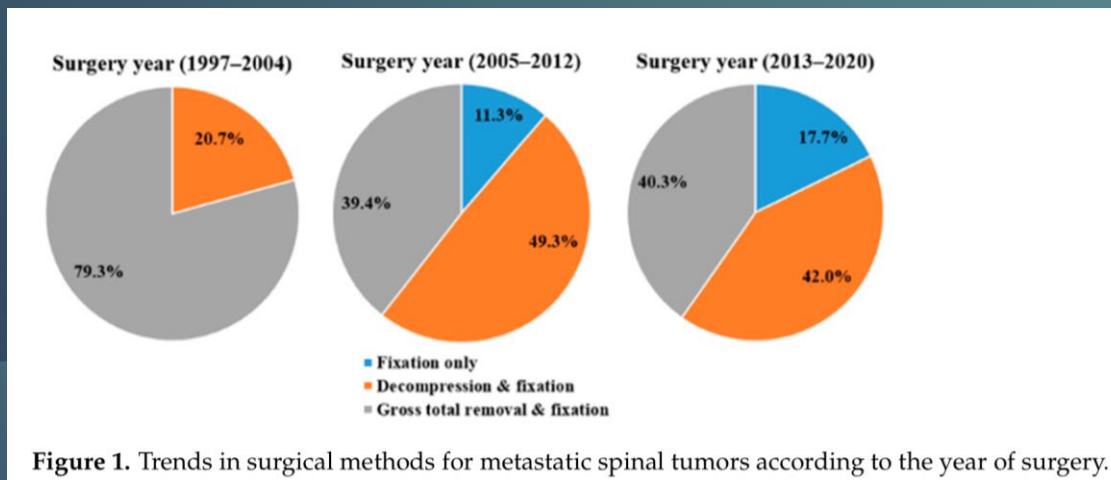 Surgery year (1997–2004)
20.7%
79.3%
Surgery year (2005–2012)
11.3%
39.4%
49.3%
Surgery year (2013–2020)
17.7%
40.3%
42.0%
Fixation only
Decompression & fixation
Gross total removal & fixation
Figure 1. Trends in surgical methods for metastatic spinal tumors according to the year of surgery.